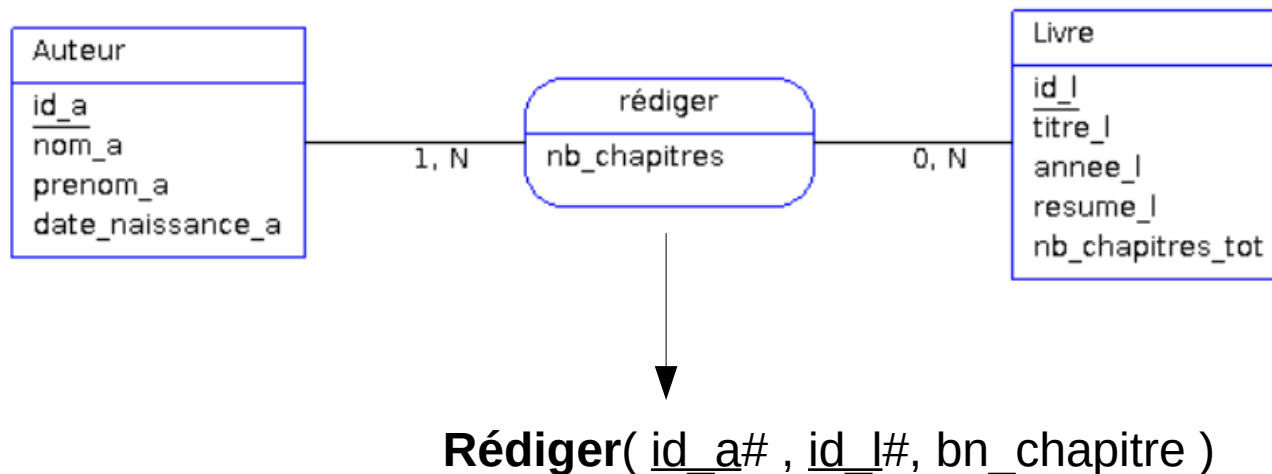 Auteur
id_a
nom_a
prenom_a
date_naissance_a
1, N
rédiger
nb_chapitres
0, N
Livre
id_l
titre_l
annee_l
resume_l
nb_chapitres_tot
Rédiger( id_a# , id_l#, bn_chapitre )